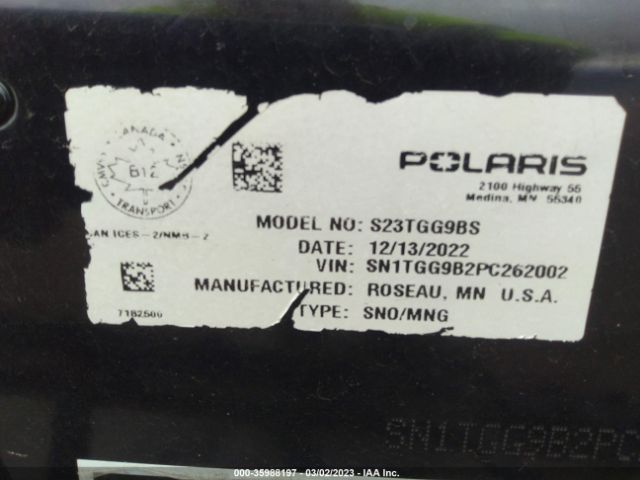 CANADA
B1Z
TRANSPORT
POLARIS
2100 Highway 55
Medina, MN 55340
MODEL NO: S23TGG9BS
CAN ICES-2/NMB-2
DATE: 12/13/2022
VIN: SN1TGG9B2PC262002
MANUFACTURED: ROSEAU, MN U.S.A.
7182500
TYPE: SNO/MNG
SN1TGG9B2PC
000-35988197 - 03/02/2023 - IAA Inc.